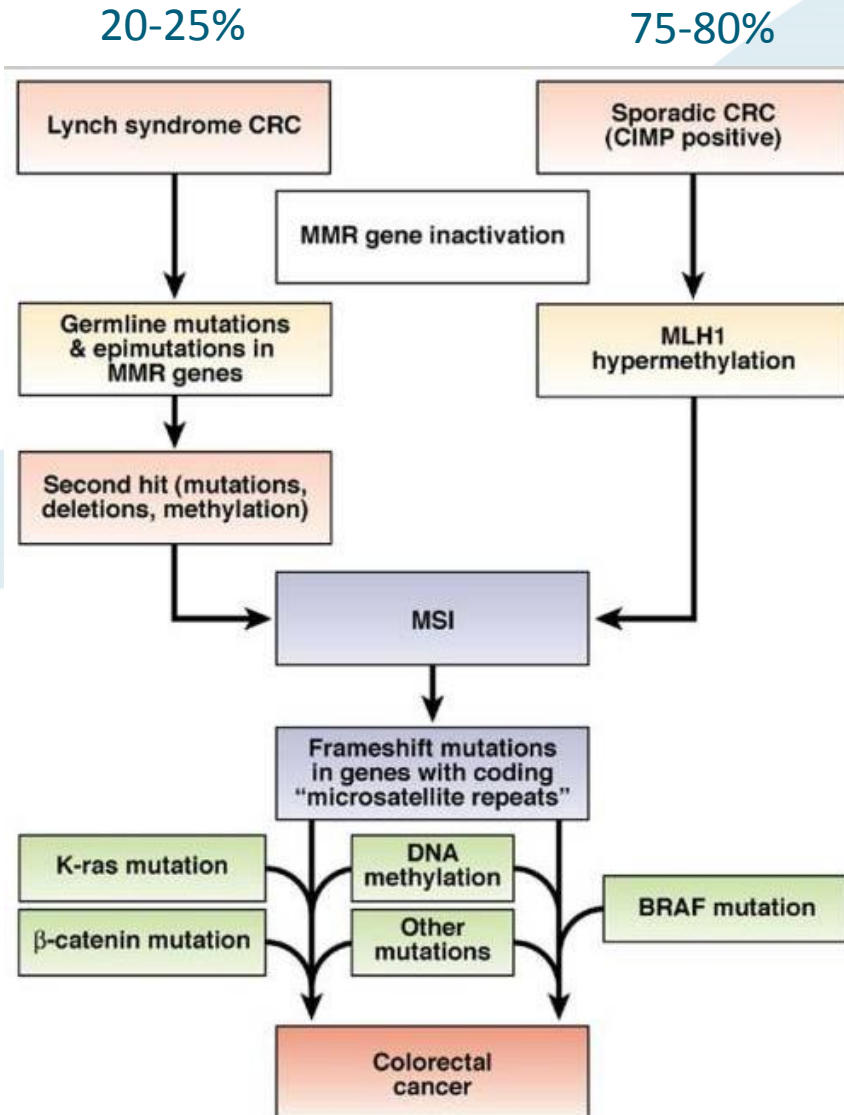 20-25%
75-80%
Lynch syndrome CRC
Sporadic CRC
(CIMP positive)
MMR gene inactivation
Germline mutations
& epimutations in
MMR genes
MLH1
hypermethylation
Second hit (mutations,
deletions, methylation)
MSI
Frameshift mutations
in genes with coding
“microsatellite repeats”
K-ras mutation
DNA
methylation
BRAF mutation
β-catenin mutation
Other
mutations
Colorectal
cancer